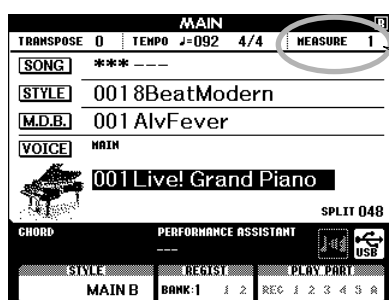 MAIN
TRANSPOSE 0 TEMPO ♩=092 4/4 MEASURE 1
SONG *** ---
STYLE 001 8BeatModern
M.D.B. 001 AlvFever
VOICE MAIN
001 Live! Grand Piano
SPLIT 048
CHORD PERFORMANCE ASSISTANT
---
USB
STYLE REGIST PLAY PART
MAIN B BANK:1 1 2 REC 1 2 3 4 5 A